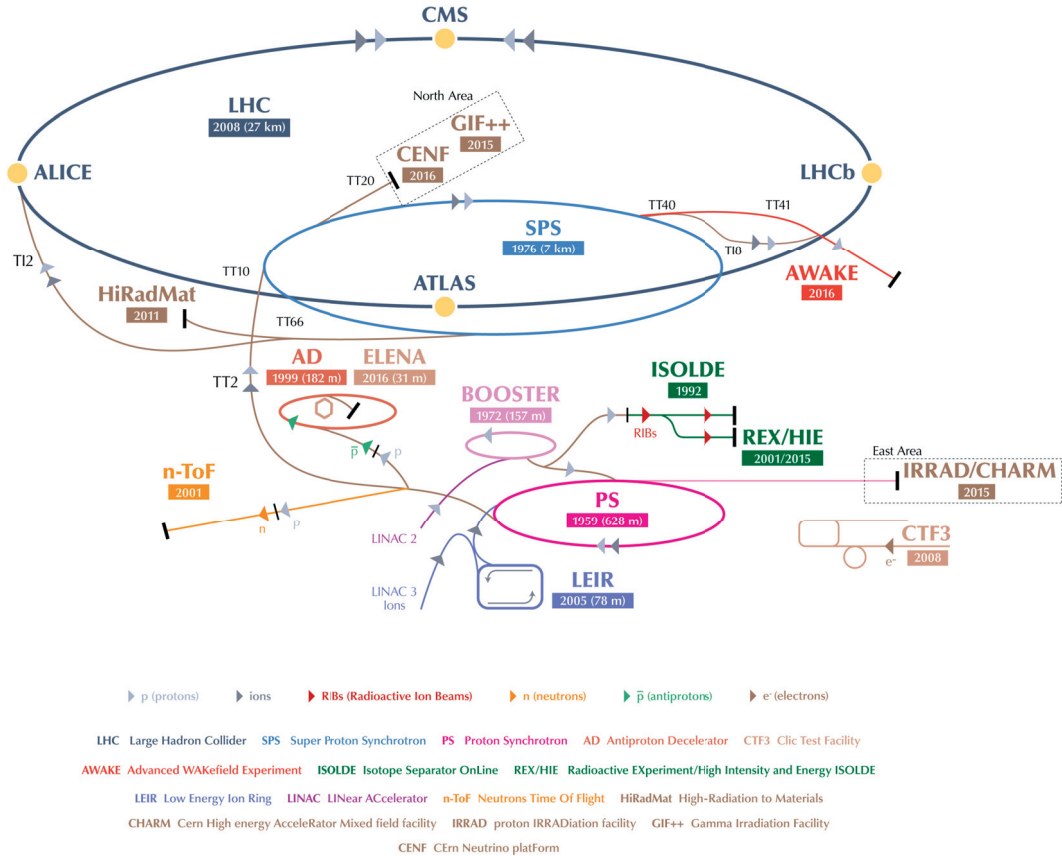 CMS
North Area
LHC
2008 (27 km)
GIF++
2015
CENF
2016
ALICE
LHCb
TT20
TT40
TT41
SPS
1976 (7 km)
TI2
TT10
TI8
ATLAS
AWAKE
2016
HiRadMat
2011
TT66
AD
1999 (182 m)
ELENA
2016 (31 m)
TT2
BOOSTER
1972 (157 m)
ISOLDE
1992
RIBs
REX/HIE
2001/2015
p̅
p
East Area
n-ToF
2001
IRRAD/CHARM
2015
PS
1959 (628 m)
n
p
LINAC 2
CTF3
2008
e-
LEIR
2005 (78 m)
LINAC 3
Ions
p (protons) ions RIBs (Radioactive Ion Beams) n (neutrons) p̅ (antiprotons) e- (electrons)
LHC Large Hadron Collider SPS Super Proton Synchrotron PS Proton Synchrotron AD Antiproton Decelerator CTF3 Clic Test Facility
AWAKE Advanced WAKefield Experiment ISOLDE Isotope Separator OnLine REX/HIE Radioactive EXperiment/High Intensity and Energy ISOLDE
LEIR Low Energy Ion Ring LINAC LINear ACcelerator n-ToF Neutrons Time Of Flight HiRadMat High-Radiation to Materials
CHARM Cern High energy AcceleRator Mixed field facility IRRAD proton IRRADiation facility GIF++ Gamma Irradiation Facility
CENF CErn Neutrino platForm